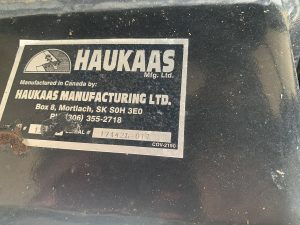 HAUKAAS
Mfg. Ltd.
Manufactured in Canada by:
HAUKAAS MANUFACTURING LTD.
Box 8, Mortlach, SK S0H 3E0
(306) 355-2718
#